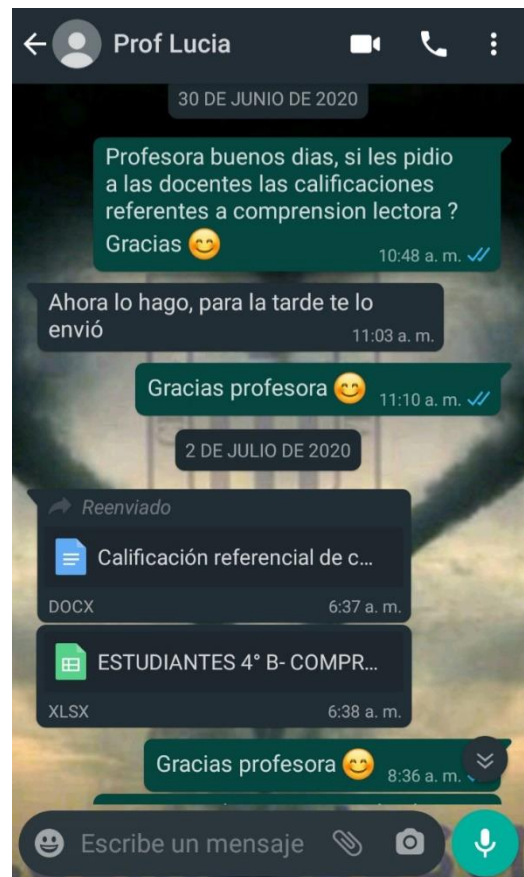 Prof Lucia
30 DE JUNIO DE 2020
Profesora buenos dias, si les pidio
a las docentes las calificaciones
referentes a comprension lectora ?
Gracias 😊
10:48 a. m.
Ahora lo hago, para la tarde te lo
envió
11:03 a. m.
Gracias profesora 😊
11:10 a. m.
2 DE JULIO DE 2020
Reenviado
Calificación referencial de c...
DOCX
6:37 a. m.
ESTUDIANTES 4° B- COMPR...
XLSX
6:38 a. m.
Gracias profesora 😊
8:36 a. m.
Escribe un mensaje